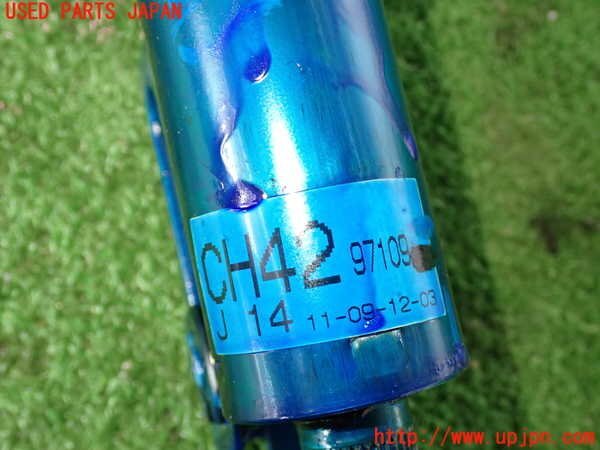 USED PARTS JAPAN
CH42 97109
J 14 11-09-12-03
http://www.upjpn.com